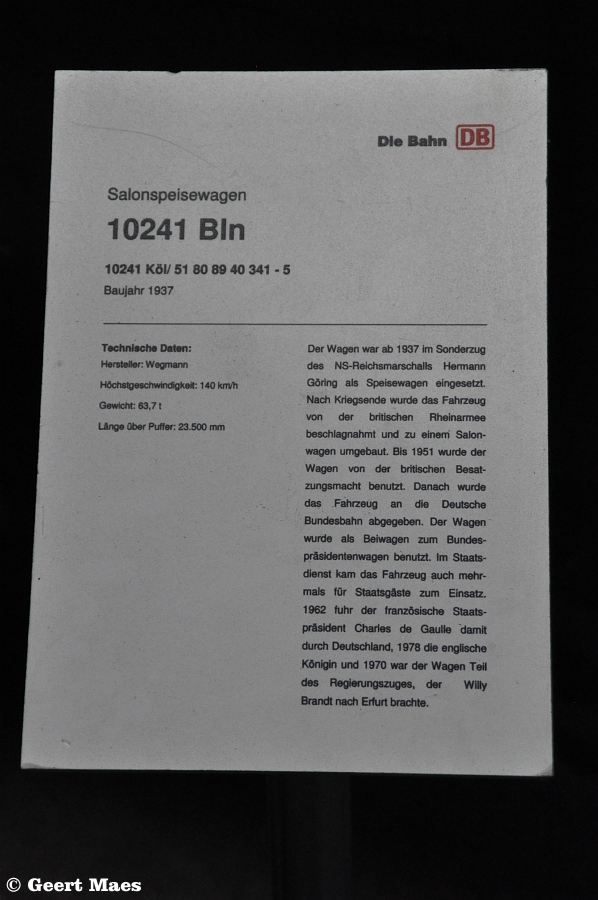 Die Bahn DB
Salonspeisewagen
10241 Bln
10241 Köl/ 51 80 89 40 341 - 5
Baujahr 1937
Technische Daten:
Hersteller: Wegmann
Höchstgeschwindigkeit: 140 km/h
Gewicht: 63,7 t
Länge über Puffer: 23.500 mm
Der Wagen war ab 1937 im Sonderzug
des NS-Reichsmarschalls Hermann
Göring als Speisewagen eingesetzt.
Nach Kriegsende wurde das Fahrzeug
von der britischen Rheinarmee
beschlagnahmt und zu einem Salon-
wagen umgebaut. Bis 1951 wurde der
Wagen von der britischen Besat-
zungsmacht benutzt. Danach wurde
das Fahrzeug an die Deutsche
Bundesbahn abgegeben. Der Wagen
wurde als Beiwagen zum Bundes-
präsidentenwagen benutzt. Im Staats-
dienst kam das Fahrzeug auch mehr-
mals für Staatsgäste zum Einsatz.
1962 fuhr der französische Staats-
präsident Charles de Gaulle damit
durch Deutschland, 1978 die englische
Königin und 1970 war der Wagen Teil
des Regierungszuges, der Willy
Brandt nach Erfurt brachte.
© Geert Maes